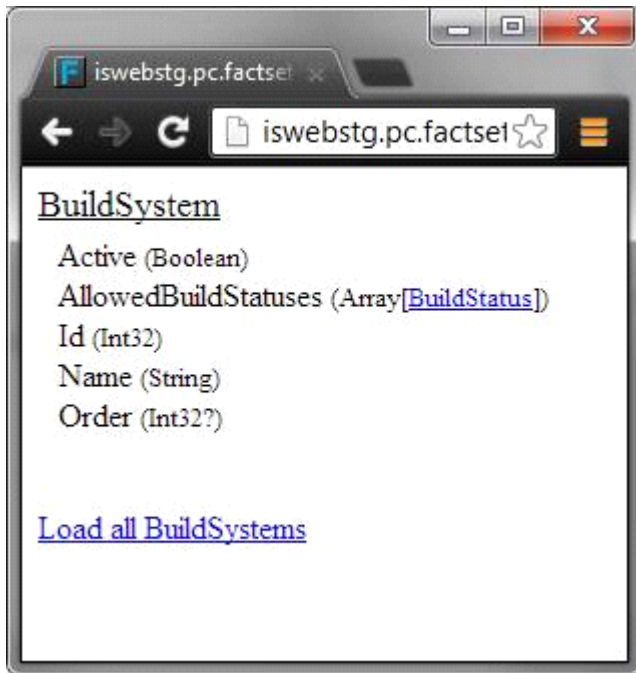 iswebstg.pc.factset
iswebstg.pc.factset
BuildSystem
Active (Boolean)
AllowedBuildStatuses (Array[BuildStatus])
Id (Int32)
Name (String)
Order (Int32?)
Load all BuildSystems